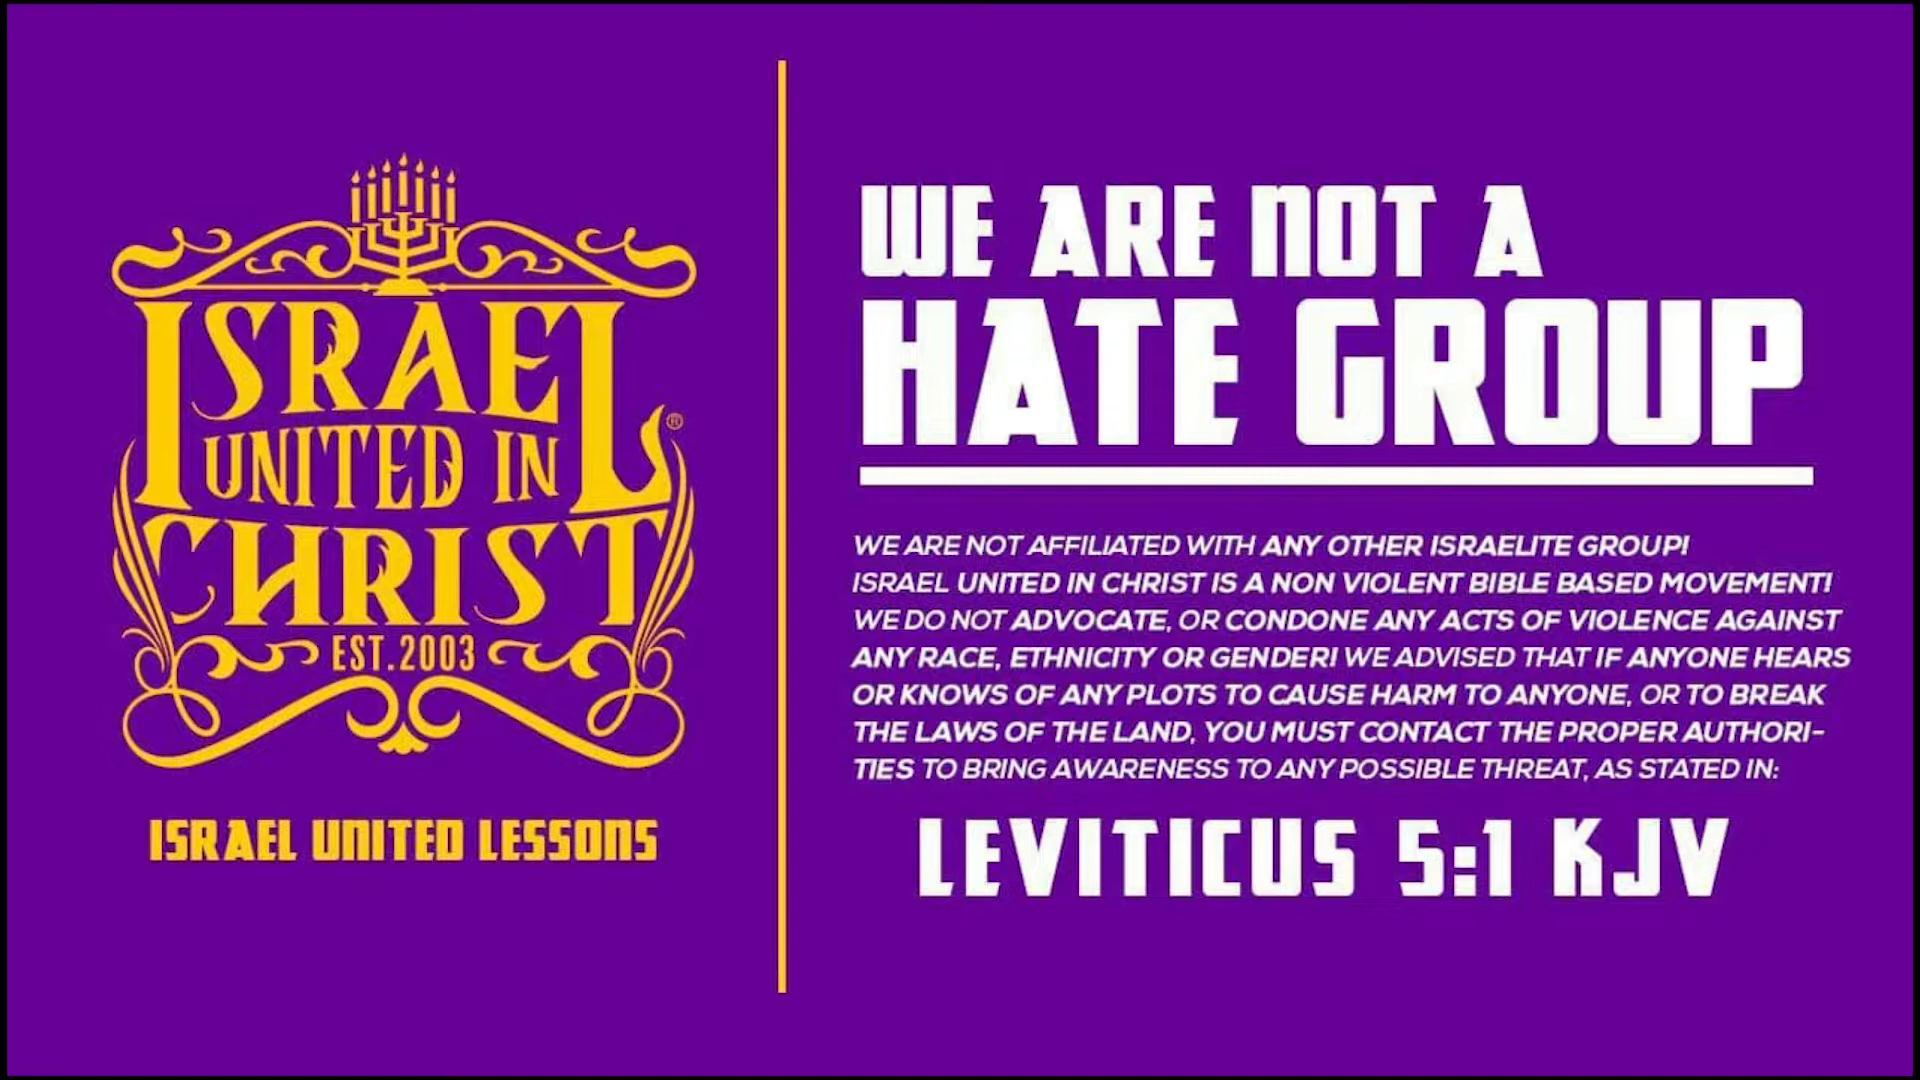 ISRAEL
UNITED IN
CHRIST
®
EST. 2003
ISRAEL UNITED LESSONS
WE ARE NOT A
HATE GROUP
WE ARE NOT AFFILIATED WITH ANY OTHER ISRAELITE GROUP!
ISRAEL UNITED IN CHRIST IS A NON VIOLENT BIBLE BASED MOVEMENT!
WE DO NOT ADVOCATE, OR CONDONE ANY ACTS OF VIOLENCE AGAINST
ANY RACE, ETHNICITY OR GENDER! WE ADVISED THAT IF ANYONE HEARS
OR KNOWS OF ANY PLOTS TO CAUSE HARM TO ANYONE, OR TO BREAK
THE LAWS OF THE LAND, YOU MUST CONTACT THE PROPER AUTHORI-
TIES TO BRING AWARENESS TO ANY POSSIBLE THREAT, AS STATED IN:
LEVITICUS 5:1 KJV